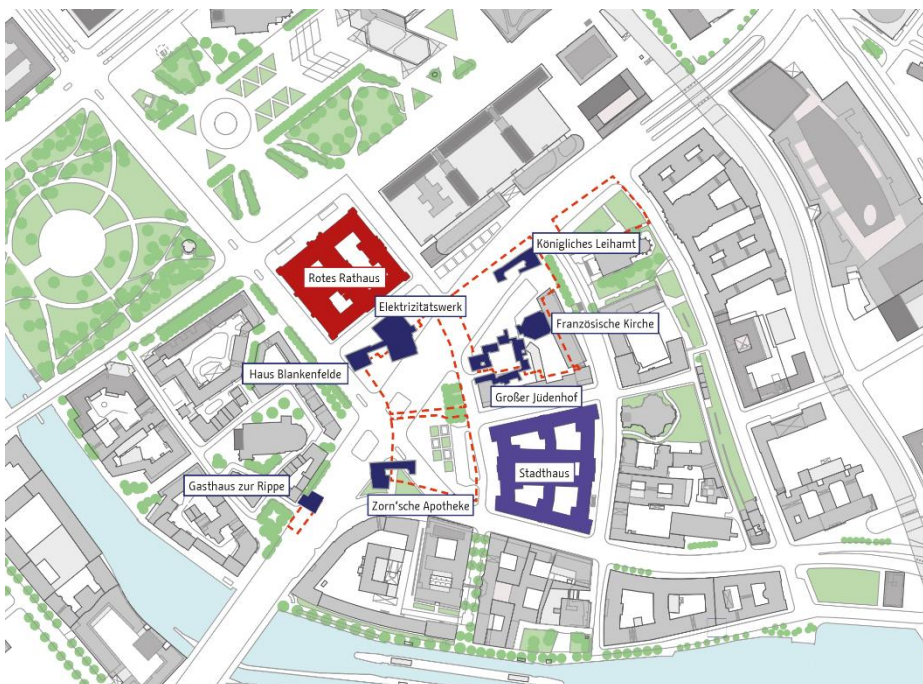 Königliches Leihamt
Rotes Rathaus
Elektrizitätswerk
Französische Kirche
Haus Blankenfelde
Großer Jüdenhof
Stadthaus
Gasthaus zur Rippe
Zorn'sche Apotheke